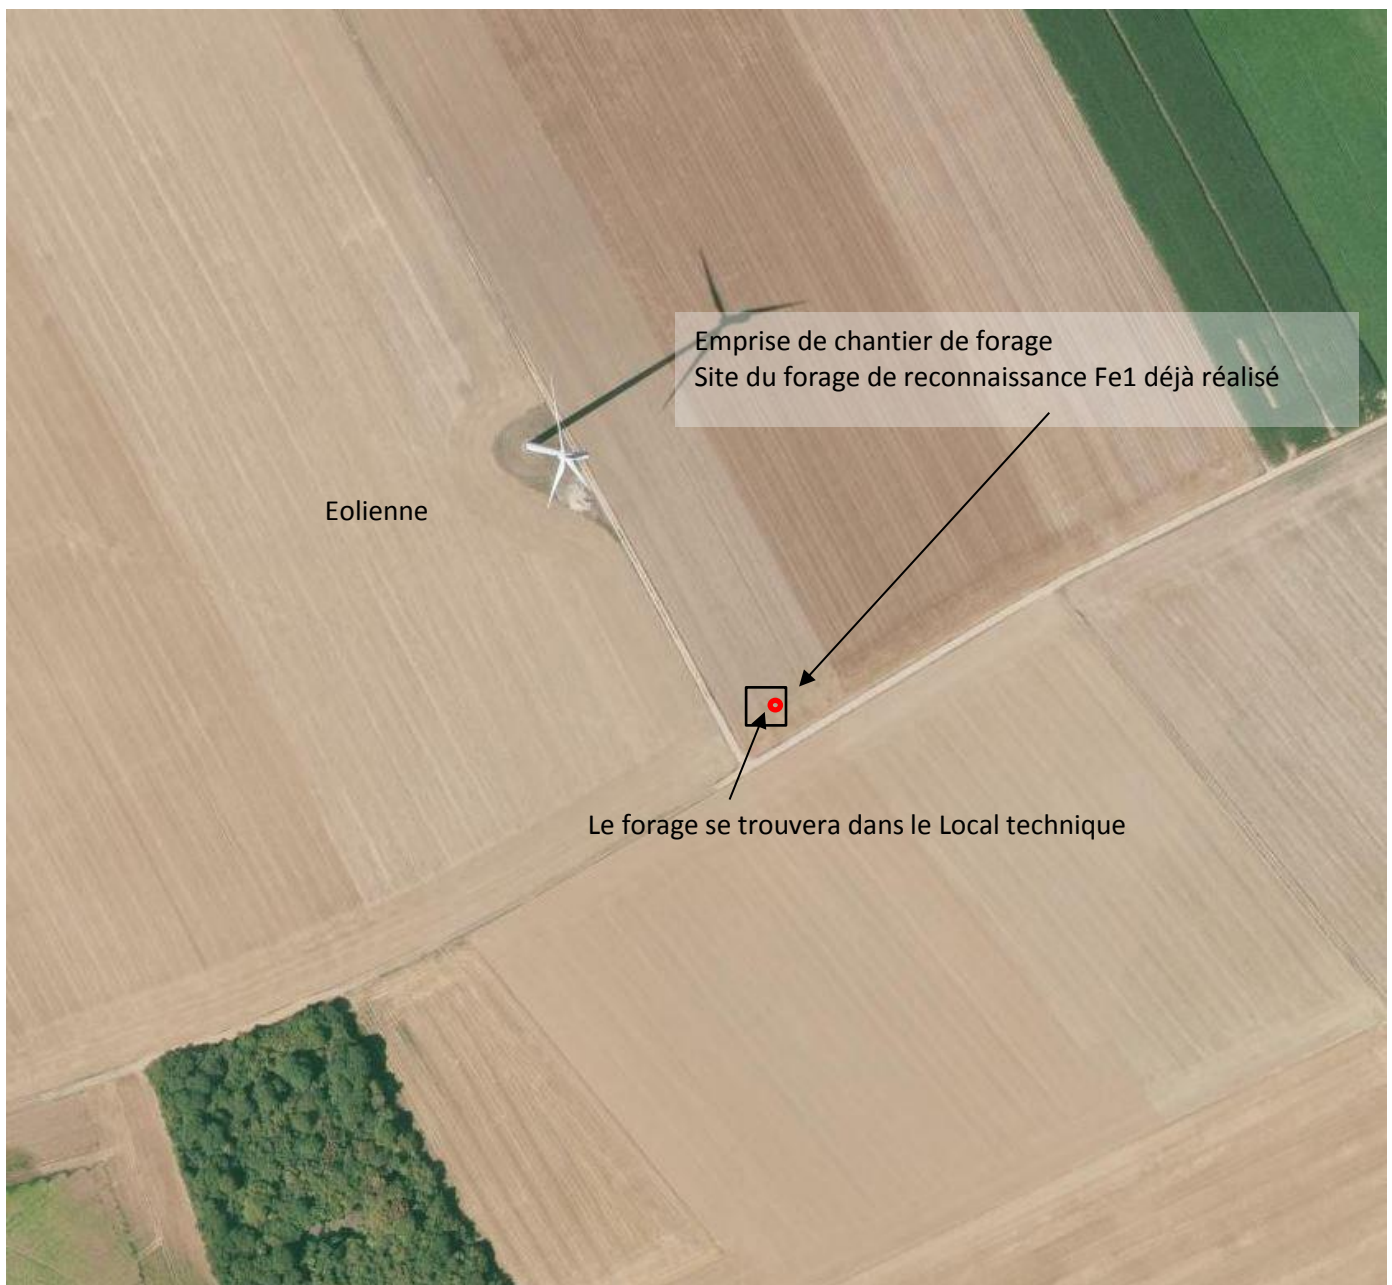 Emprise de chantier de forage
Site du forage de reconnaissance Fe1 déjà réalisé
Eolienne
Le forage se trouvera dans le Local technique